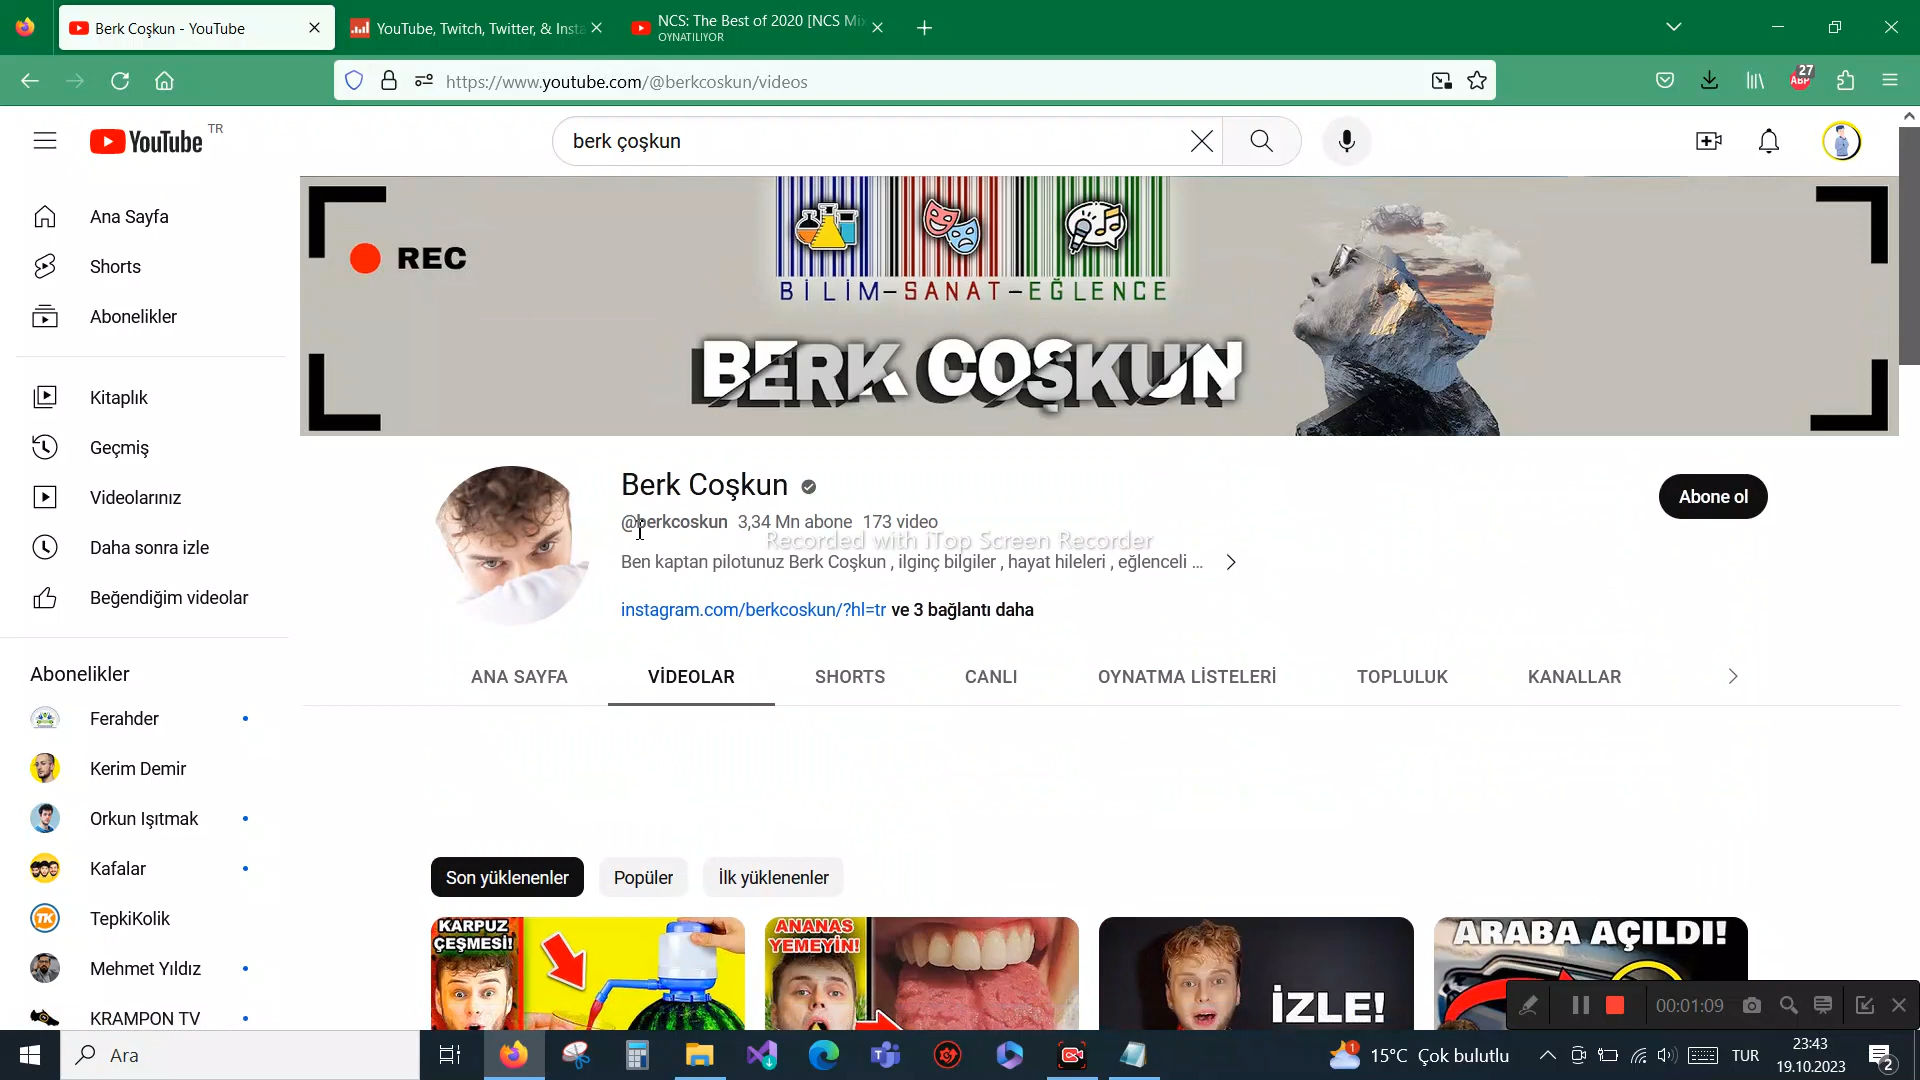 Berk Coşkun - YouTube
YouTube, Twitch, Twitter, & Insta
NCS: The Best of 2020 [NCS Mix
OYNATILIYOR
https://www.youtube.com/@berkcoskun/videos
27
ABP
YouTube TR
berk çoşkun
Ana Sayfa
Shorts
Abonelikler
Kitaplık
Geçmiş
Videolarınız
Daha sonra izle
Beğendiğim videolar
Abonelikler
Ferahder
Kerim Demir
Orkun Işıtmak
Kafalar
TepkiKolik
Mehmet Yıldız
KRAMPON TV
REC
BİLİM-SANAT-EĞLENCE
BERK COŞKUN
Berk Coşkun
@berkcoskun 3,34 Mn abone 173 video
Recorded with iTop Screen Recorder
Ben kaptan pilotunuz Berk Coşkun , ilginç bilgiler , hayat hileleri , eğlenceli ...
instagram.com/berkcoskun/?hl=tr ve 3 bağlantı daha
Abone ol
ANA SAYFA VİDEOLAR SHORTS CANLI OYNATMA LİSTELERİ TOPLULUK KANALLAR
Son yüklenenler Popüler İlk yüklenenler
KARPUZ
ÇEŞMESİ!
ANANAS
YEMEYİN!
İZLE!
ARABA AÇILDI!
00:01:09
Ara
1
15°C Çok bulutlu
TUR
23:43
19.10.2023
2